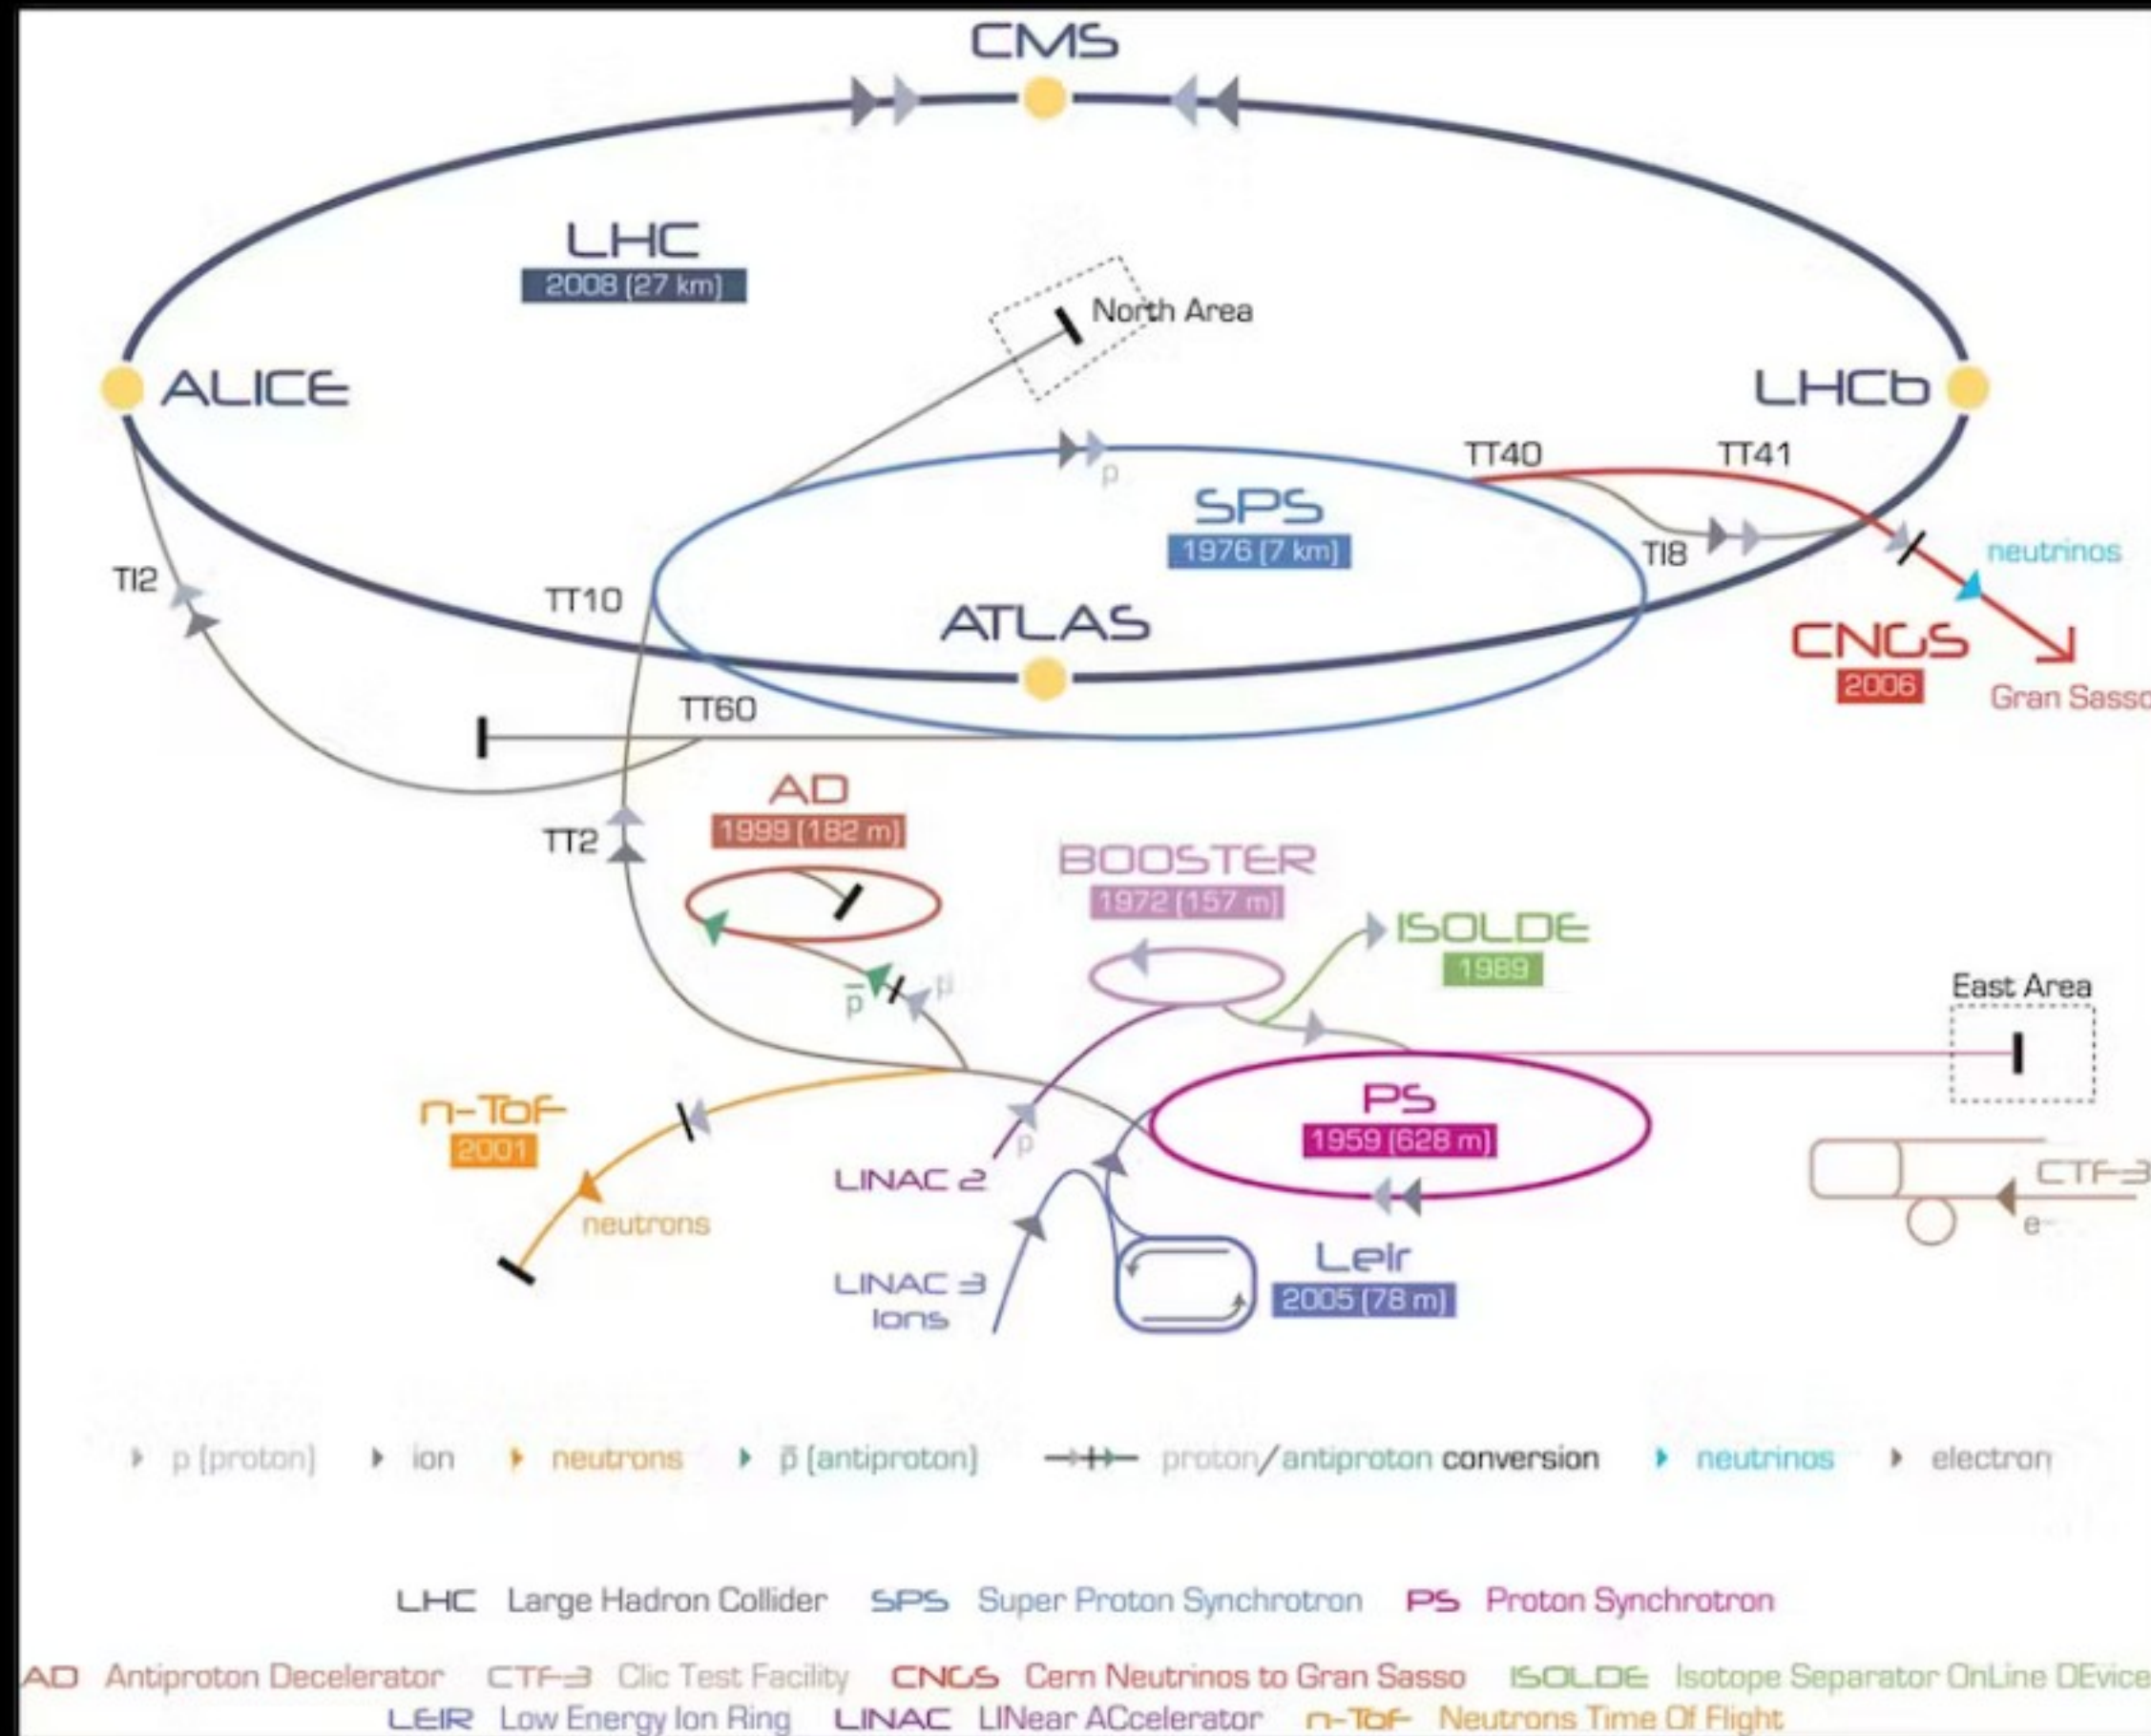 CMS
LHC
2008 (27 km)
North Area
ALICE
LHCb
TT40
TT41
p
SPS
1976 (7 km)
TI8
neutrinos
TI2
TT10
ATLAS
CNGS
2006
Gran Sasso
TT60
AD
1999 (182 m)
TT2
BOOSTER
1972 (157 m)
ISOLDE
1989
East Area
p̄
p
n-ToF
2001
PS
1959 (628 m)
p
LINAC 2
CTF-3
e-
neutrons
LINAC 3
Ions
Leir
2005 (78 m)
p (proton) ion neutrons p̄ (antiproton) proton/antiproton conversion neutrinos electron
LHC Large Hadron Collider SPS Super Proton Synchrotron PS Proton Synchrotron
AD Antiproton Decelerator CTF-3 Clic Test Facility CNGS Cern Neutrinos to Gran Sasso ISOLDE Isotope Separator OnLine DEvice
LEIR Low Energy Ion Ring LINAC LINear ACcelerator n-ToF Neutrons Time Of Flight